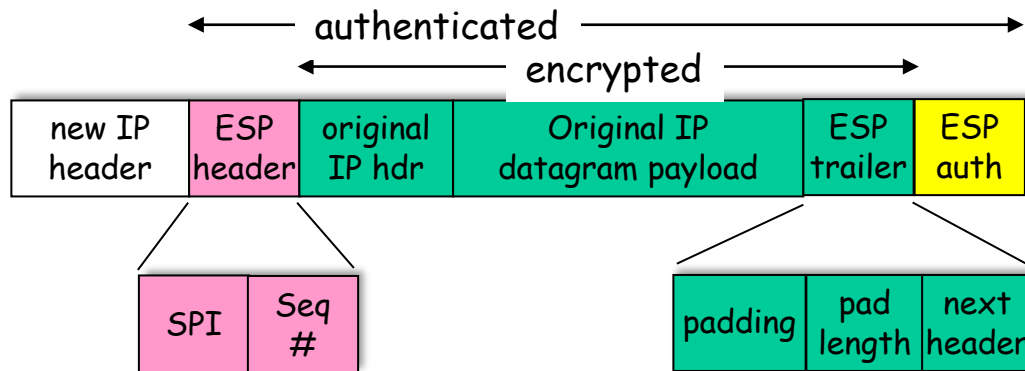 authenticated
encrypted
new IP
header
ESP
header
original
IP hdr
Original IP
datagram payload
ESP
trailer
ESP
auth
SPI
Seq
#
padding
pad
length
next
header